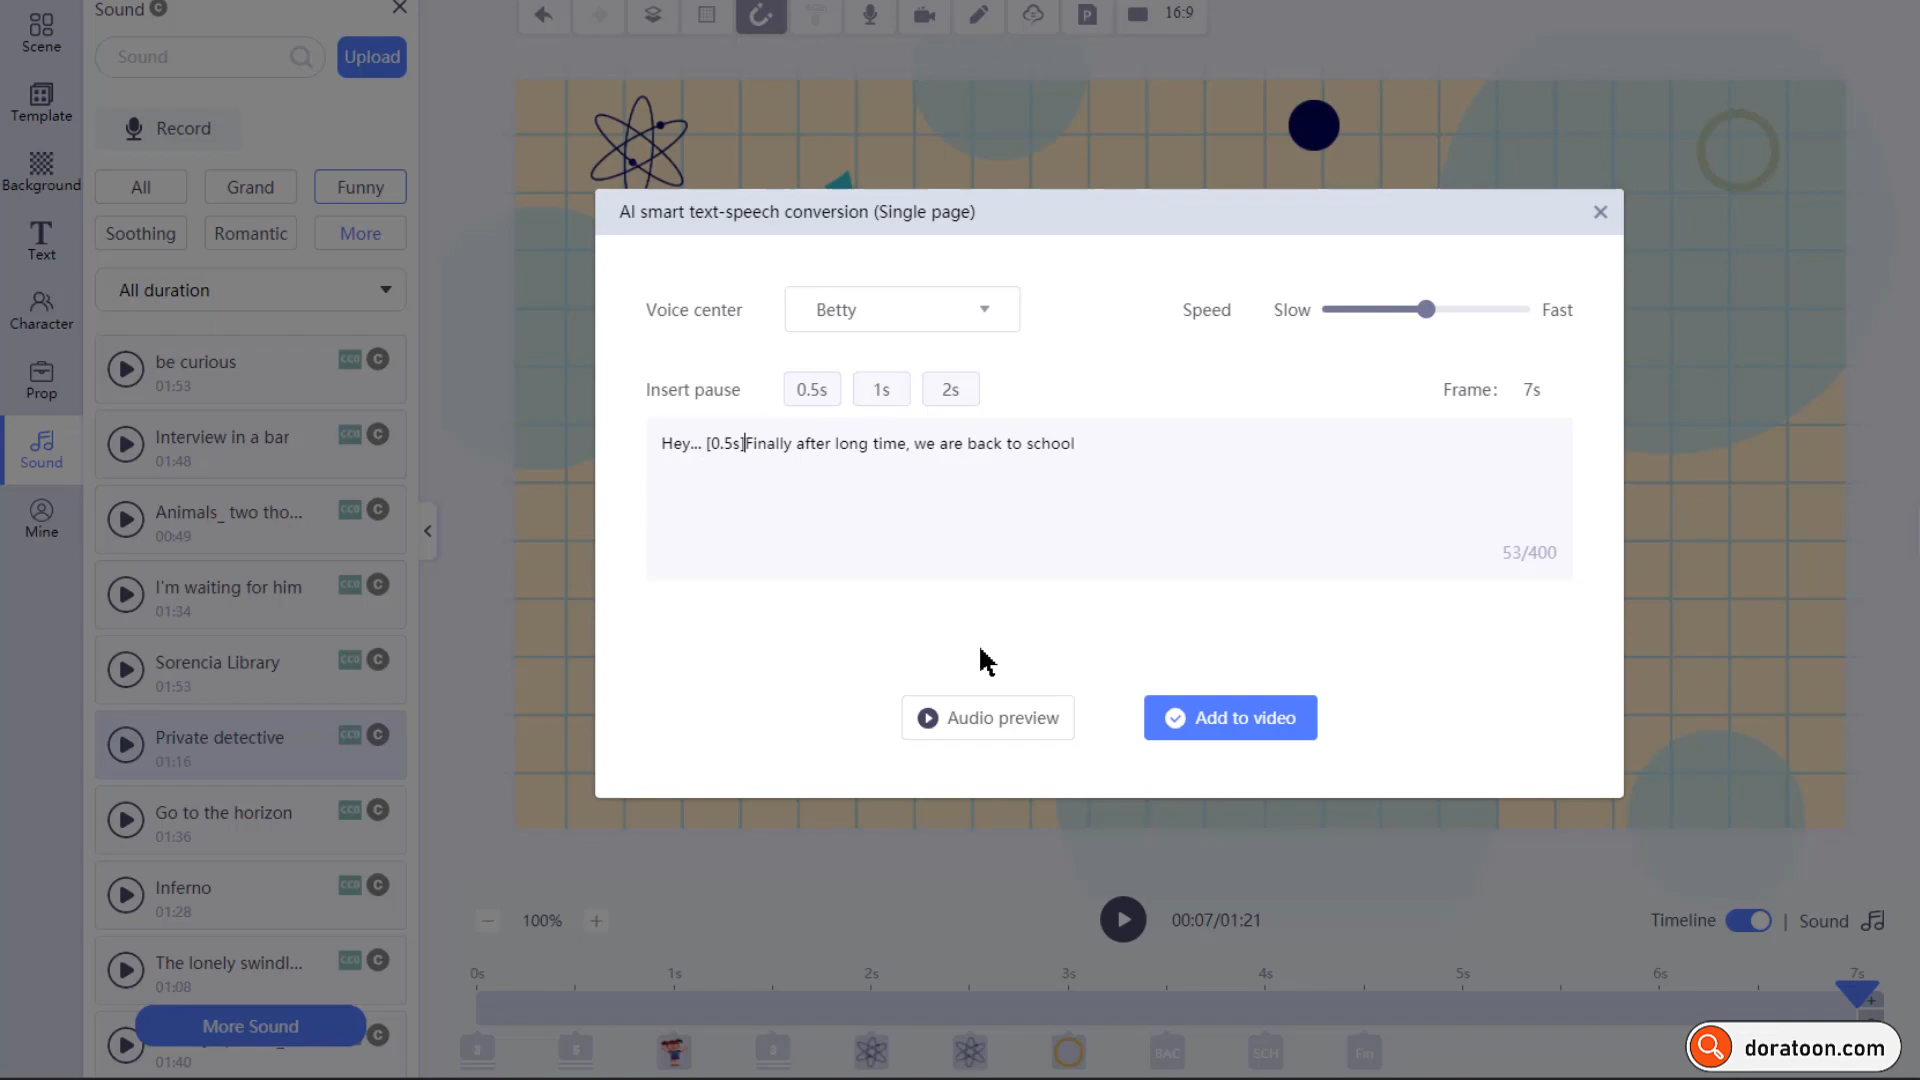 Sound
Scene
Template
Background
Text
Character
Prop
Sound
Mine
Sound
Upload
Record
All
Grand
Funny
Soothing
Romantic
More
All duration
be curious
01:53
Interview in a bar
01:48
Animals_ two tho...
00:49
I'm waiting for him
01:34
Sorencia Library
01:53
Private detective
01:16
Go to the horizon
01:36
Inferno
01:28
The lonely swindl...
01:08
More Sound
01:40
16:9
AI smart text-speech conversion (Single page)
Voice center
Betty
Speed
Slow
Fast
Insert pause
0.5s
1s
2s
Frame: 7s
Hey... [0.5s]Finally after long time, we are back to school
53/400
Audio preview
Add to video
100%
00:07/01:21
Timeline | Sound
0s
1s
2s
3s
4s
5s
6s
7s
BAC
SCH
Fin
doratoon.com